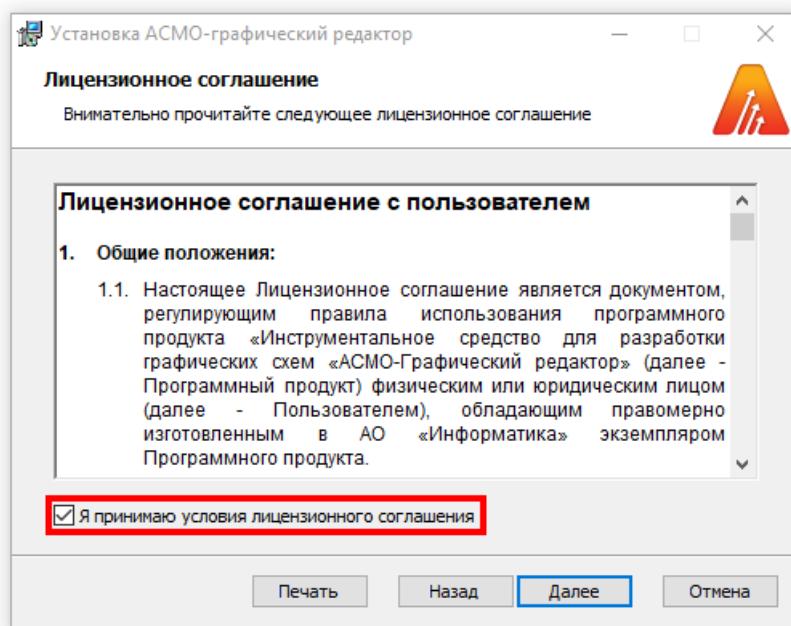 Установка АСМО-графический редактор
Лицензионное соглашение
Внимательно прочитайте следующее лицензионное соглашение
Лицензионное соглашение с пользователем
1. Общие положения:
1.1. Настоящее Лицензионное соглашение является документом,
регулирующим правила использования программного
продукта «Инструментальное средство для разработки
графических схем «АСМО-Графический редактор» (далее -
Программный продукт) физическим или юридическим лицом
(далее - Пользователем), обладающим правомерно
изготовленным в АО «Информатика» экземпляром
Программного продукта.
Я принимаю условия лицензионного соглашения
Печать Назад Далее Отмена